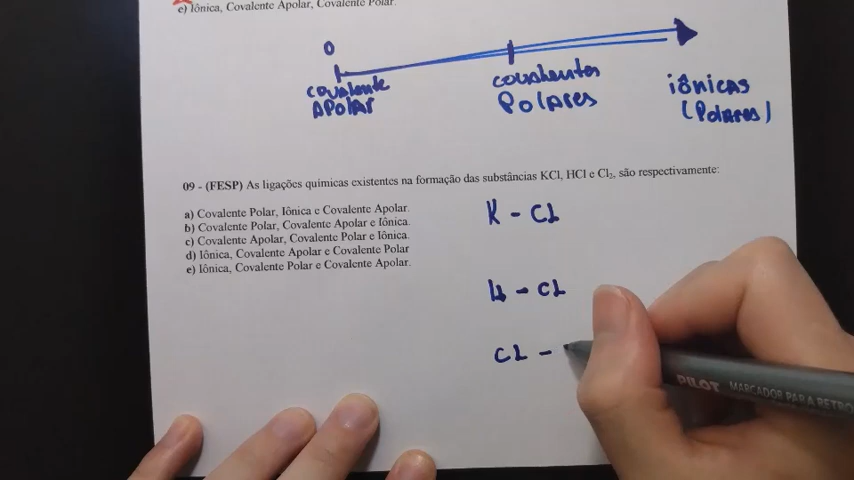 c) Iônica, Covalente Apolar, Covalente Polar.
0
covalente
APOLAR
covalentes
POLARES
iônicas
(Polares)
09 - (FESP) As ligações químicas existentes na formação das substâncias KCl, HCl e Cl₂, são respectivamente:
a) Covalente Polar, Iônica e Covalente Apolar.
b) Covalente Polar, Covalente Apolar e Iônica.
c) Covalente Apolar, Covalente Polar e Iônica.
d) Iônica, Covalente Apolar e Covalente Polar
e) Iônica, Covalente Polar e Covalente Apolar.
K - CL
H - CL
CL -
PILOT MARCADOR PARA RETRO